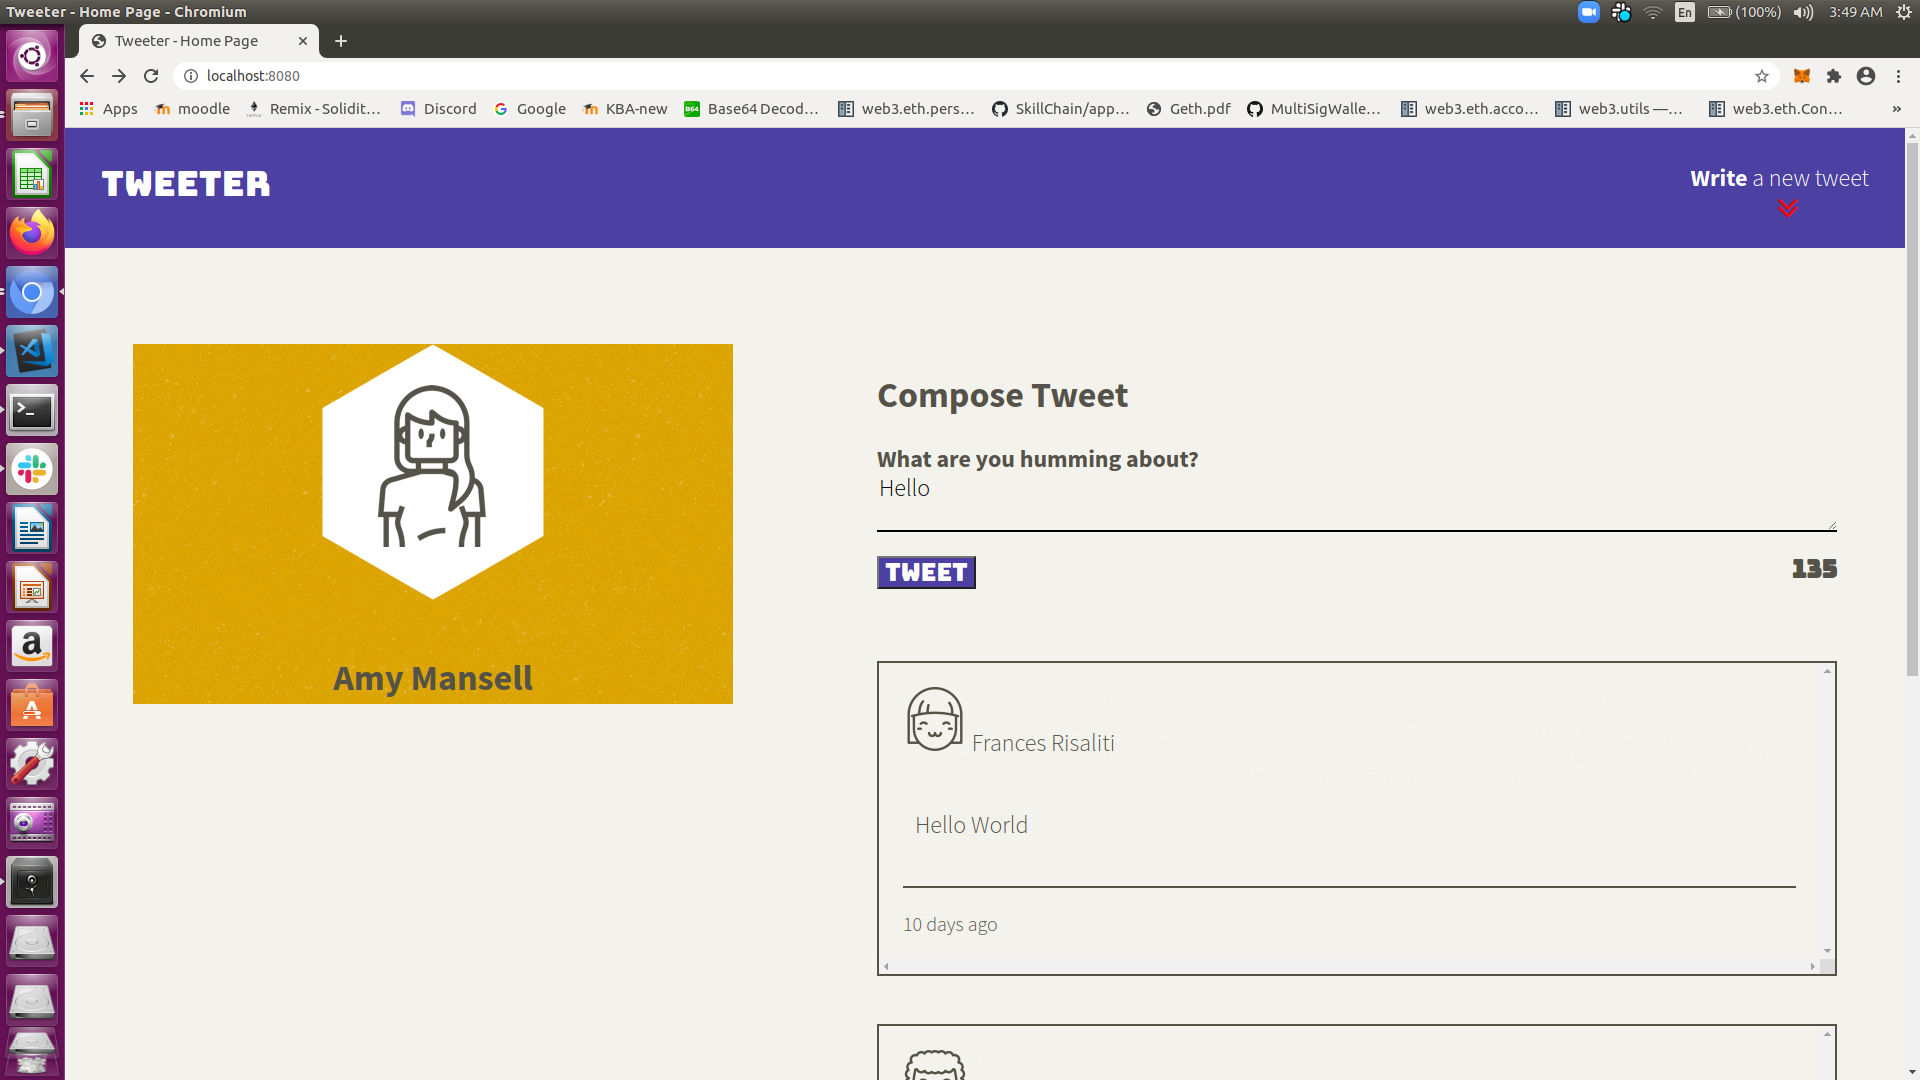 Tweeter - Home Page - Chromium
En (100%) 3:49 AM
Tweeter - Home Page
localhost:8080
Apps moodle Remix - Solidit... Discord Google KBA-new Base64 Decod... web3.eth.pers... SkillChain/app... Geth.pdf MultiSigWalle... web3.eth.acco... web3.utils —... web3.eth.Con... »
TWEETER
Write a new tweet
Amy Mansell
Compose Tweet
What are you humming about?
Hello
TWEET
135
Frances Risaliti
Hello World
10 days ago